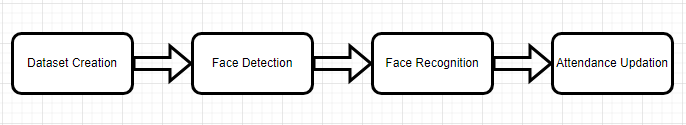 Dataset Creation
Face Detection
Face Recognition
Attendance Updation